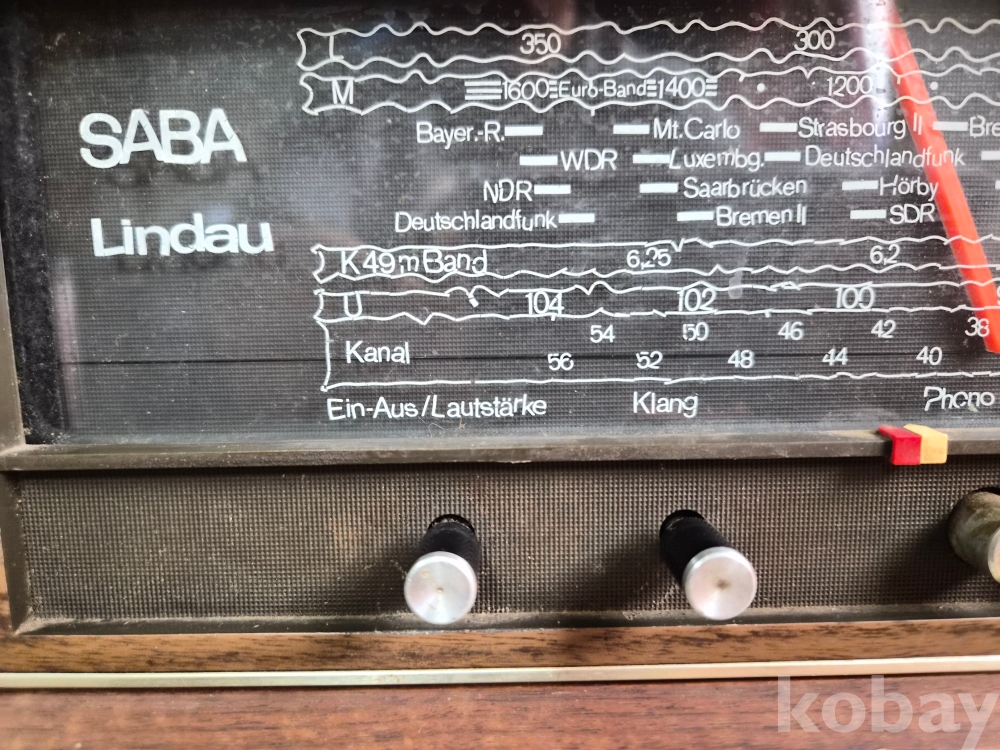 SABA
Lindau
L 350 300
M 1600 Euro-Band 1400 1200
Bayer.-R. Mt. Carlo Strasbourg II Bre
WDR Luxembg. Deutschlandfunk
NDR Saarbrücken Hörby
Deutschlandfunk Bremen II SDR
K 49 m Band 6,25 6,2
U 104 102 100
54 50 46 42 38
Kanal
56 52 48 44 40
Ein-Aus/Lautstärke Klang Phono
kobay